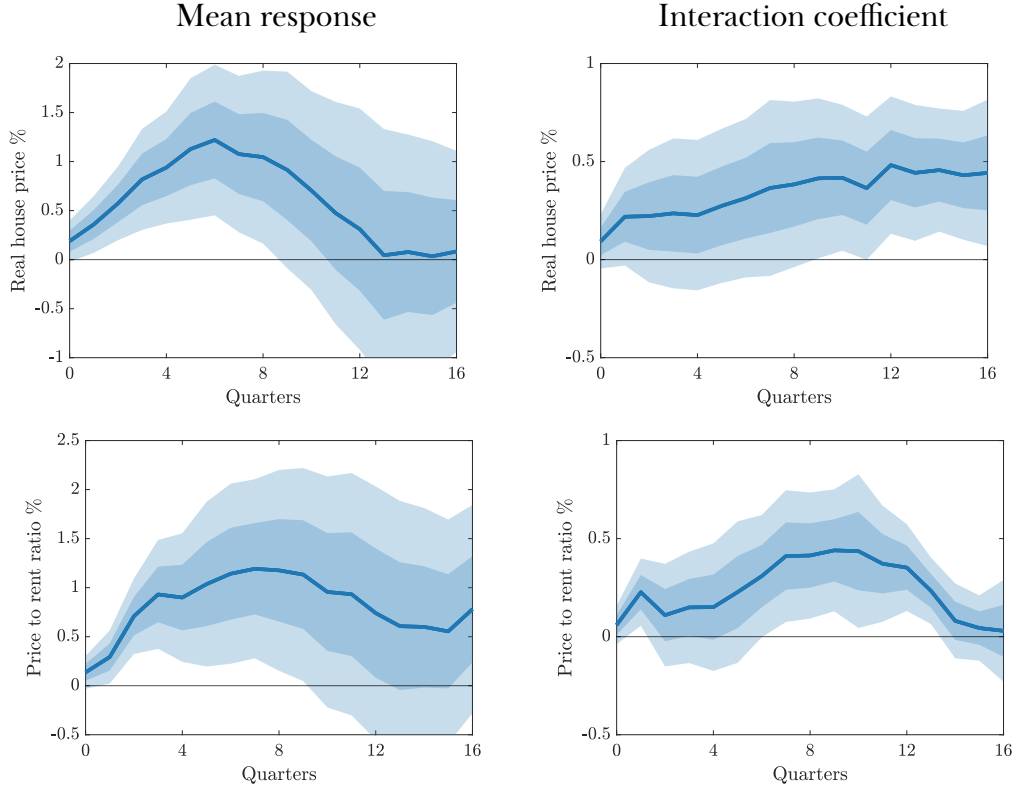 Mean response
Interaction coefficient
Real house price %
2
1.5
1
0.5
0
-0.5
-1
0 4 8 12 16
Quarters
Real house price %
1
0.5
0
-0.5
0 4 8 12 16
Quarters
Price to rent ratio %
2.5
2
1.5
1
0.5
0
-0.5
0 4 8 12 16
Quarters
Price to rent ratio %
1
0.5
0
-0.5
0 4 8 12 16
Quarters